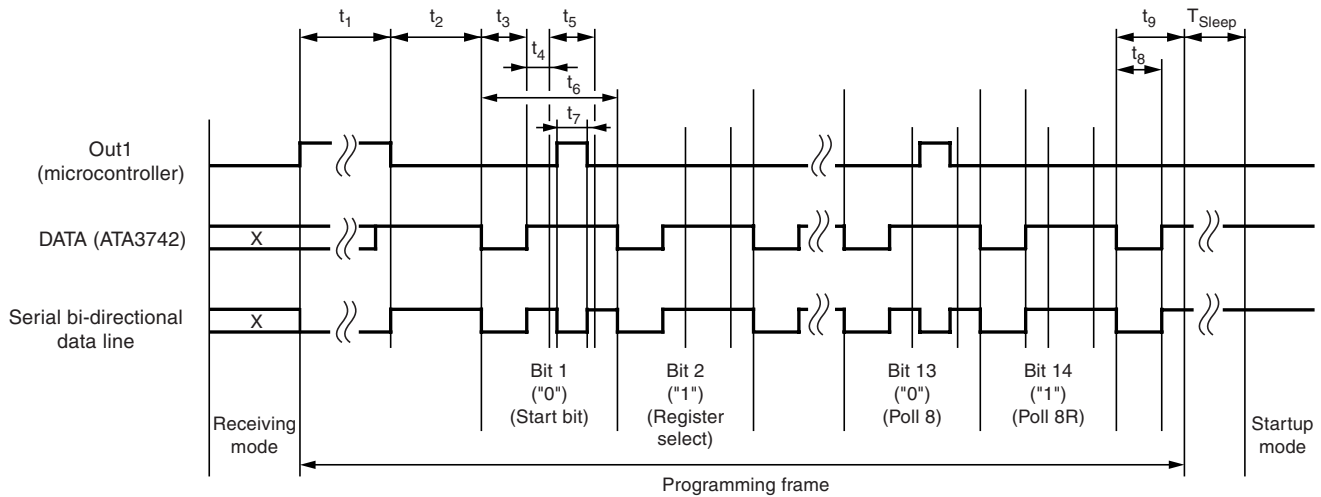 t1
t2
t3
t5
t9
TSleep
t4
t8
t6
t7
Out1
(microcontroller)
DATA (ATA3742)
X
Serial bi-directional
data line
X
Bit 1
("0")
(Start bit)
Bit 2
("1")
(Register
select)
Bit 13
("0")
(Poll 8)
Bit 14
("1")
(Poll 8R)
Receiving
mode
Startup
mode
Programming frame